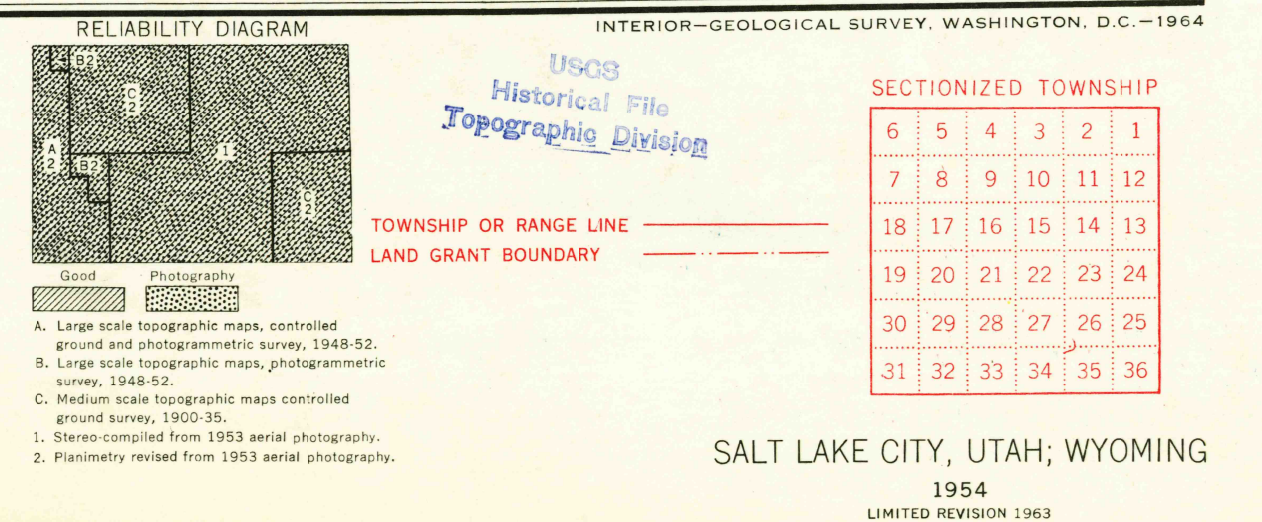 RELIABILITY DIAGRAM
B2
C
2
A
2
B2
1
C
2
Good Photography
A. Large scale topographic maps, controlled
ground and photogrammetric survey, 1948-52.
B. Large scale topographic maps, photogrammetric
survey, 1948-52.
C. Medium scale topographic maps controlled
ground survey, 1900-35.
1. Stereo-compiled from 1953 aerial photography.
2. Planimetry revised from 1953 aerial photography.
INTERIOR—GEOLOGICAL SURVEY, WASHINGTON, D.C.—1964
USGS
Historical File
Topographic Division
TOWNSHIP OR RANGE LINE
LAND GRANT BOUNDARY
SECTIONIZED TOWNSHIP
6 5 4 3 2 1
7 8 9 10 11 12
18 17 16 15 14 13
19 20 21 22 23 24
30 29 28 27 26 25
31 32 33 34 35 36
SALT LAKE CITY, UTAH; WYOMING
1954
LIMITED REVISION 1963